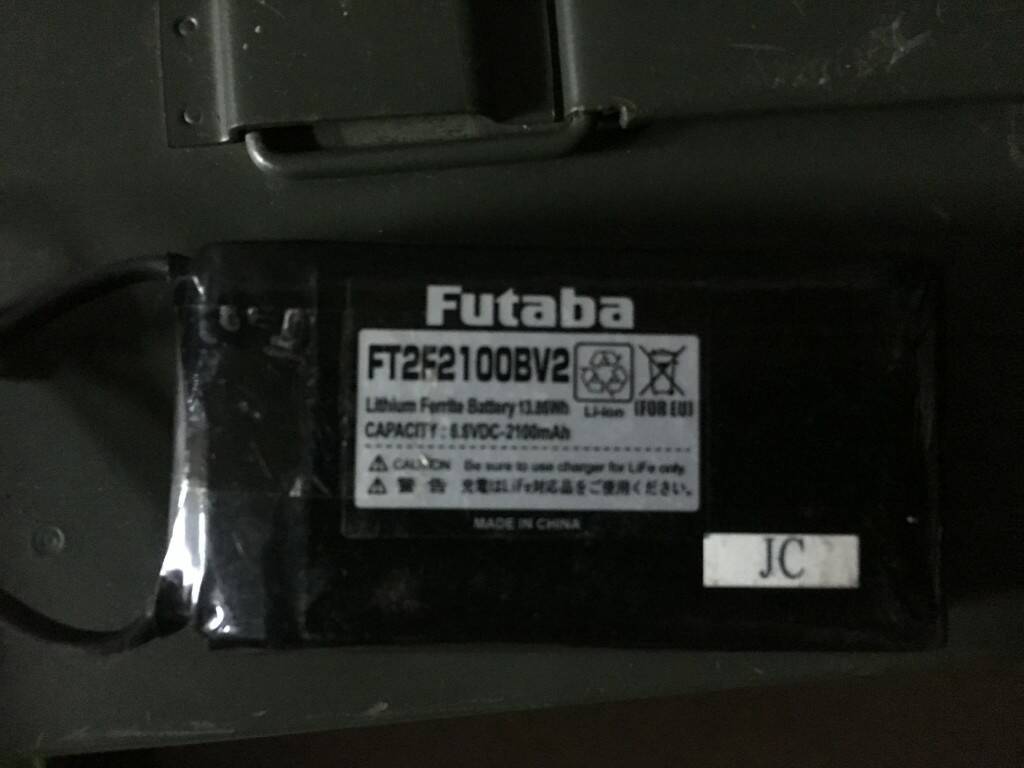 Futaba
FT2F2100BV2
Lithium Ferrite Battery 13.86Wh
Li-ion
(FOR EU)
CAPACITY : 6.6VDC-2100mAh
CAUTION Be sure to use charger for LiFe only.
警告 充電はLiFe対応品をご使用ください。
MADE IN CHINA
JC